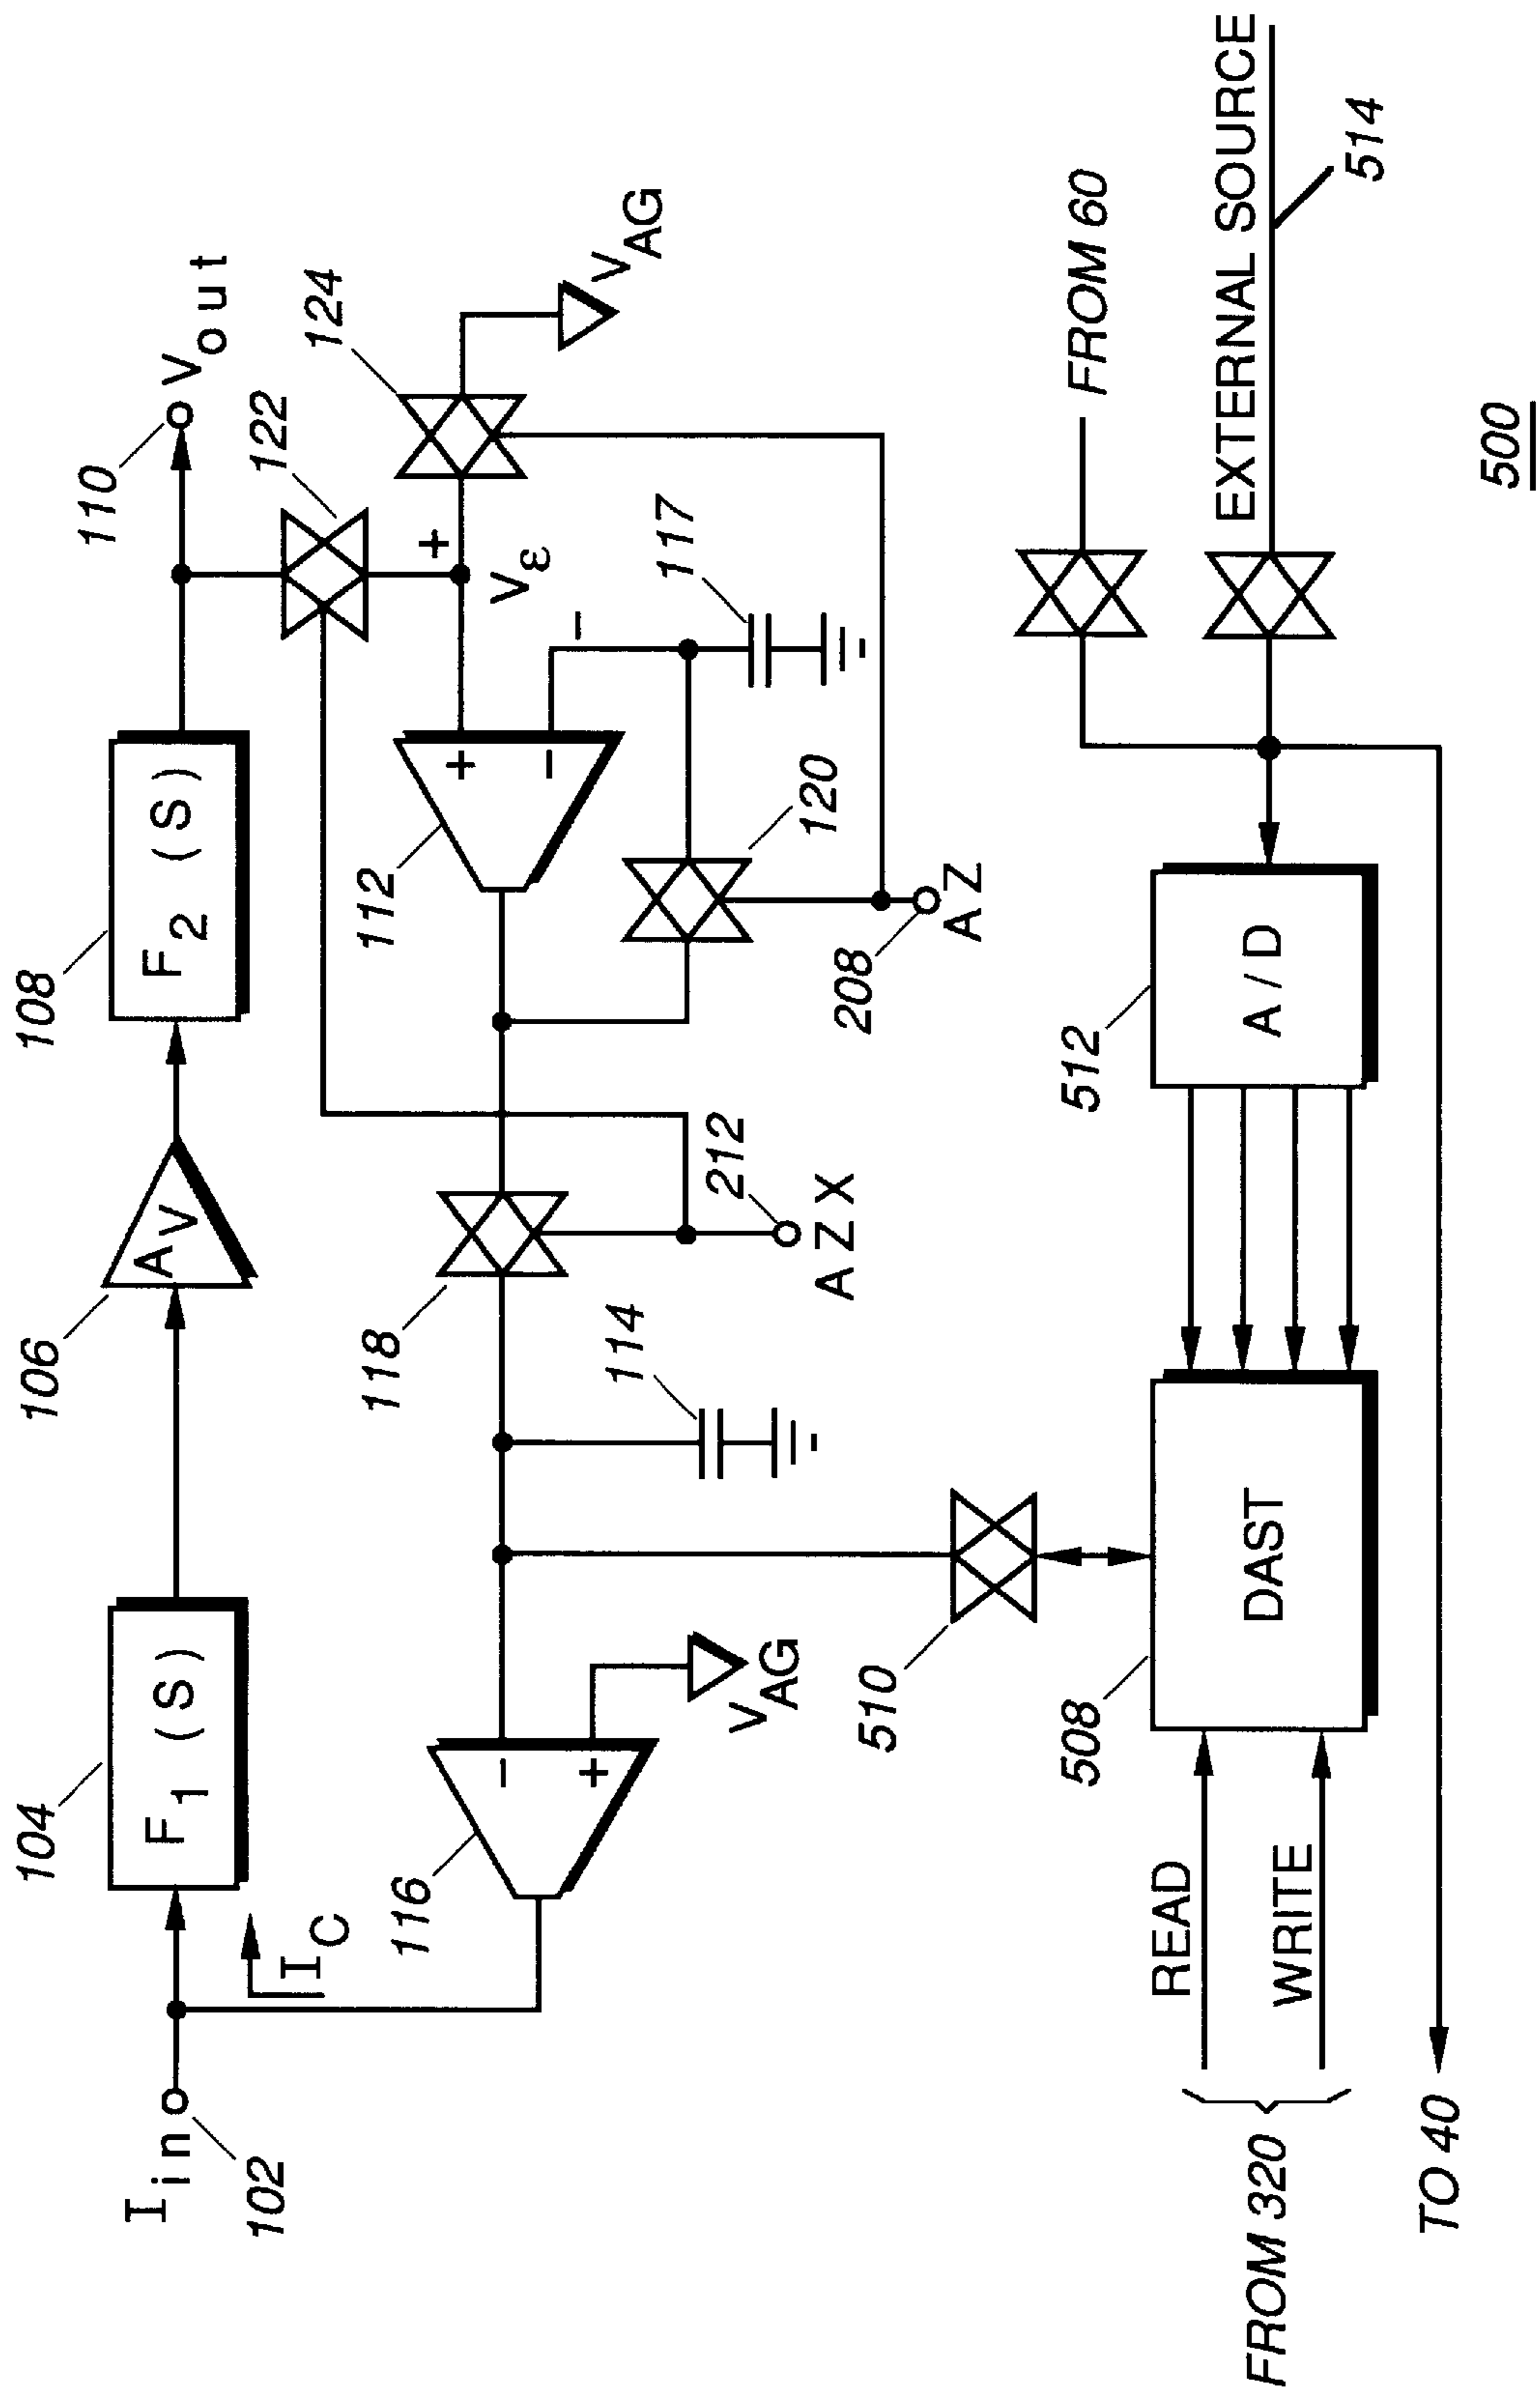 110
V out
108
F2 (S)
106
AV
104
F1 (S)
I in
102
IC
122
124
VAG
+
Vε
−
117
+
−
112
120
208
AZ
118
212
AZX
114
−
+
116
VAG
510
FROM 60
EXTERNAL SOURCE
514
512
A/D
508
DAST
READ
WRITE
FROM 320
TO 40
500